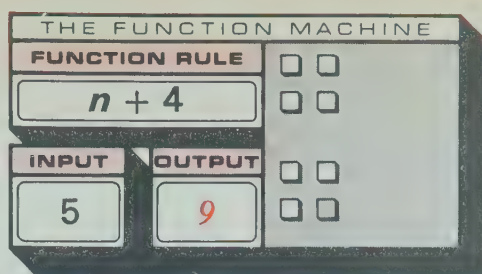 THE FUNCTION MACHINE
FUNCTION RULE
n + 4
INPUT OUTPUT
5 9